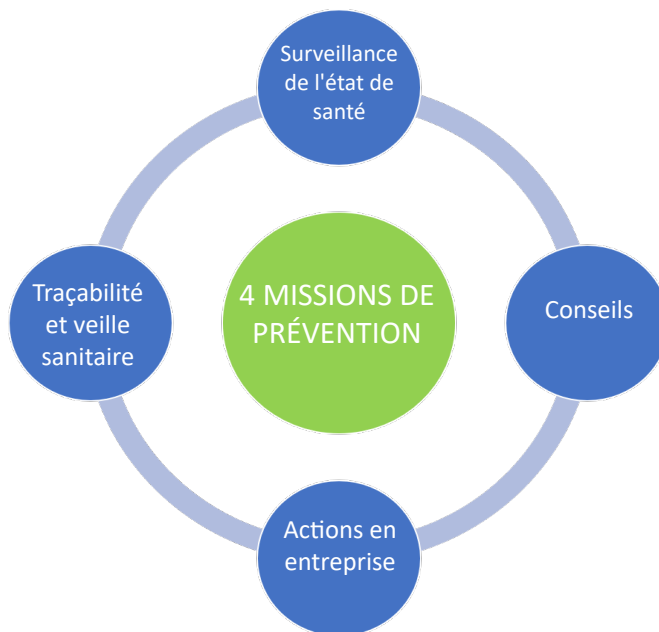 Surveillance
de l'état de
santé
Traçabilité
et veille
sanitaire
4 MISSIONS DE
PRÉVENTION
Conseils
Actions en
entreprise